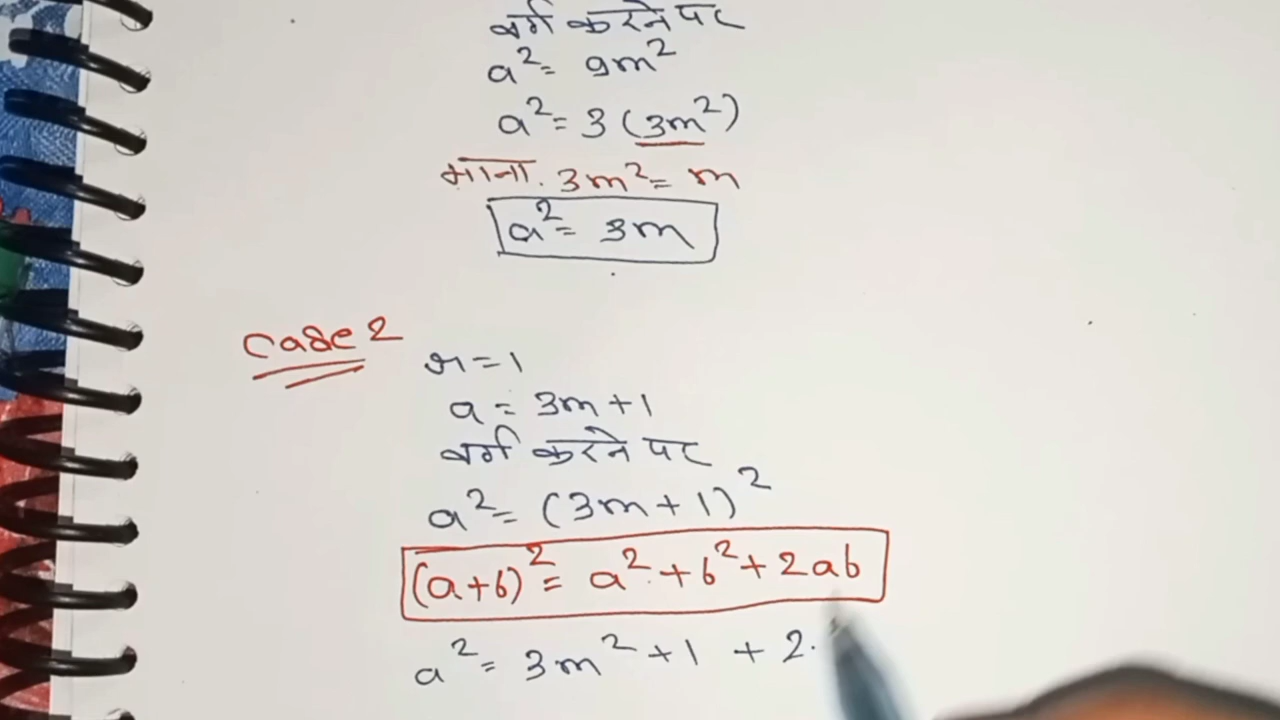 वर्ग करने पर
a² = 9m²
a² = 3 (3m²)
माना. 3m² = m
a² = 3m
Case 2
r = 1
a = 3m + 1
वर्ग करने पर
a² = (3m + 1)²
(a+b)² = a² + b² + 2ab
a² = 3m² + 1 + 2.